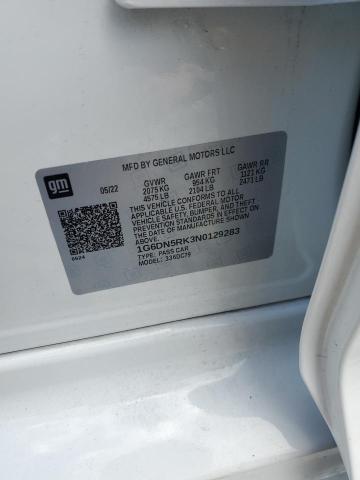 MFD BY GENERAL MOTORS LLC
gm
05/22
GVWR GAWR FRT GAWR RR
2075 KG 954 KG 1121 KG
4575 LB 2104 LB 2471 LB
THIS VEHICLE CONFORMS TO ALL
APPLICABLE U.S. FEDERAL MOTOR
VEHICLE SAFETY, BUMPER, AND THEFT
PREVENTION STANDARDS IN EFFECT
ON THE DATE OF MANUFACTURE
SHOWN ABOVE.
1G6DN5RK3N0129283
TYPE: PASS CAR
MODEL: 336DC79